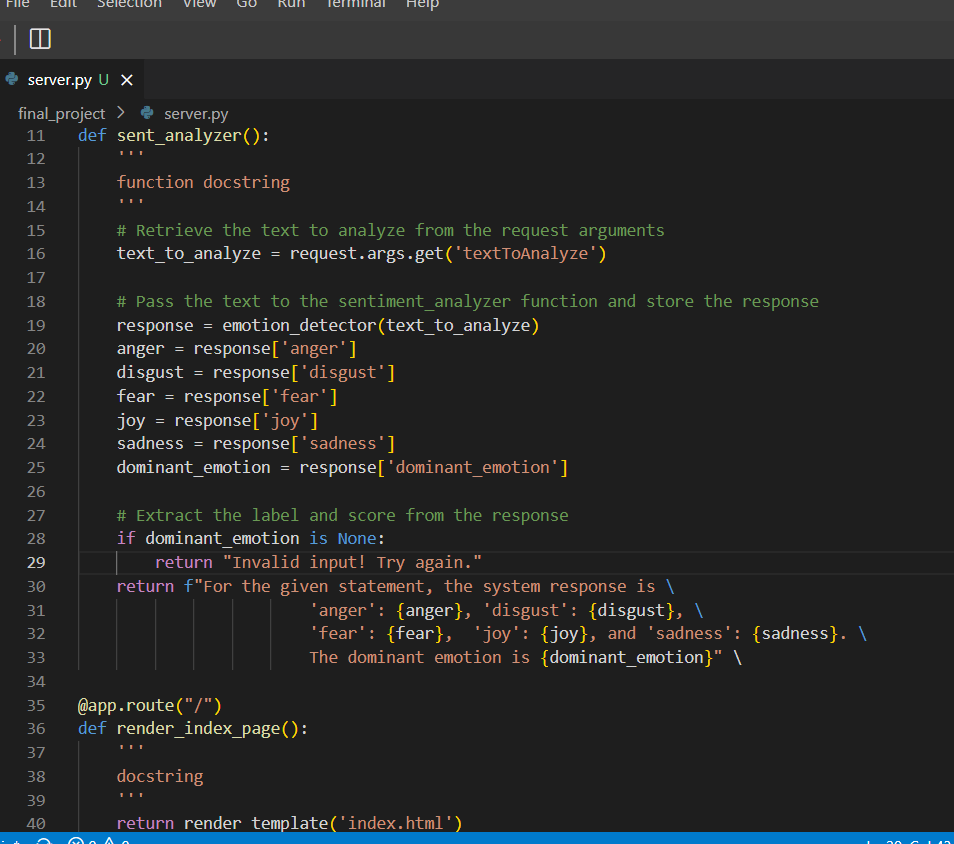 File Edit Selection View Go Run Terminal Help
server.py U ×
final_project > server.py
11 def sent_analyzer():
12     '''
13     function docstring
14     '''
15     # Retrieve the text to analyze from the request arguments
16     text_to_analyze = request.args.get('textToAnalyze')
17
18     # Pass the text to the sentiment_analyzer function and store the response
19     response = emotion_detector(text_to_analyze)
20     anger = response['anger']
21     disgust = response['disgust']
22     fear = response['fear']
23     joy = response['joy']
24     sadness = response['sadness']
25     dominant_emotion = response['dominant_emotion']
26
27     # Extract the label and score from the response
28     if dominant_emotion is None:
29         return "Invalid input! Try again."
30     return f"For the given statement, the system response is \
31                         'anger': {anger}, 'disgust': {disgust}, \
32                         'fear': {fear},  'joy': {joy}, and 'sadness': {sadness}. \
33                         The dominant emotion is {dominant_emotion}" \
34
35 @app.route("/")
36 def render_index_page():
37     '''
38     docstring
39     '''
40     return render_template('index.html')